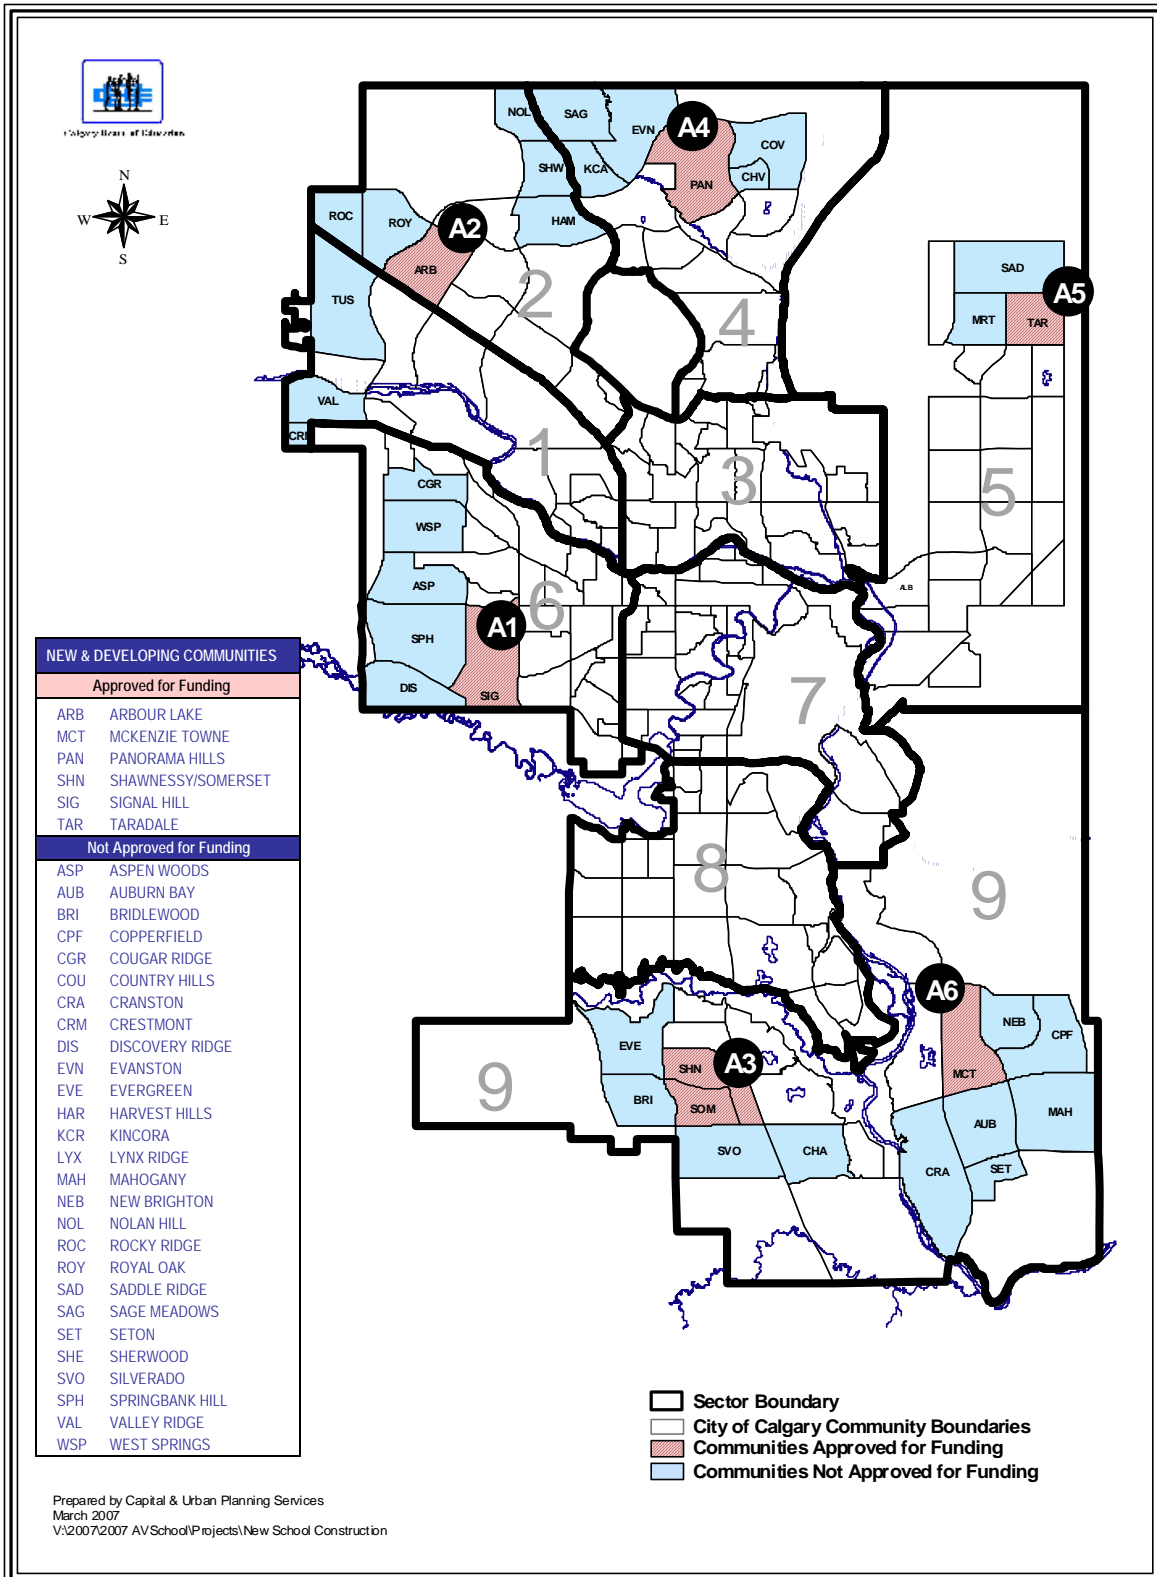 NOL
SAG
EVN
A4
COV
SHW
KCA
CHV
PAN
Calgary Board of Education
N
W
E
S
ROC
ROY
A2
HAM
ARB
2
SAD
A5
TUS
4
MRT
TAR
VAL
CRI
1
3
5
CGR
WSP
ASP
6
ALB
A1
SPH
DIS
SIG
7
NEW & DEVELOPING COMMUNITIES
Approved for Funding
ARB ARBOUR LAKE
MCT MCKENZIE TOWNE
PAN PANORAMA HILLS
SHN SHAWNESSY/SOMERSET
SIG SIGNAL HILL
TAR TARADALE
Not Approved for Funding
ASP ASPEN WOODS
AUB AUBURN BAY
BRI BRIDLEWOOD
CPF COPPERFIELD
CGR COUGAR RIDGE
COU COUNTRY HILLS
CRA CRANSTON
CRM CRESTMONT
DIS DISCOVERY RIDGE
EVN EVANSTON
EVE EVERGREEN
HAR HARVEST HILLS
KCR KINCORA
LYX LYNX RIDGE
MAH MAHOGANY
NEB NEW BRIGHTON
NOL NOLAN HILL
ROC ROCKY RIDGE
ROY ROYAL OAK
SAD SADDLE RIDGE
SAG SAGE MEADOWS
SET SETON
SHE SHERWOOD
SVO SILVERADO
SPH SPRINGBANK HILL
VAL VALLEY RIDGE
WSP WEST SPRINGS
8
9
A6
NEB
CPF
EVE
A3
SHN
MCT
9
BRI
SOM
MAH
AUB
SVO
CHA
CRA
SET
Sector Boundary
City of Calgary Community Boundaries
Communities Approved for Funding
Communities Not Approved for Funding
Prepared by Capital & Urban Planning Services
March 2007
V:\2007\2007 AVSchool\Projects\New School Construction